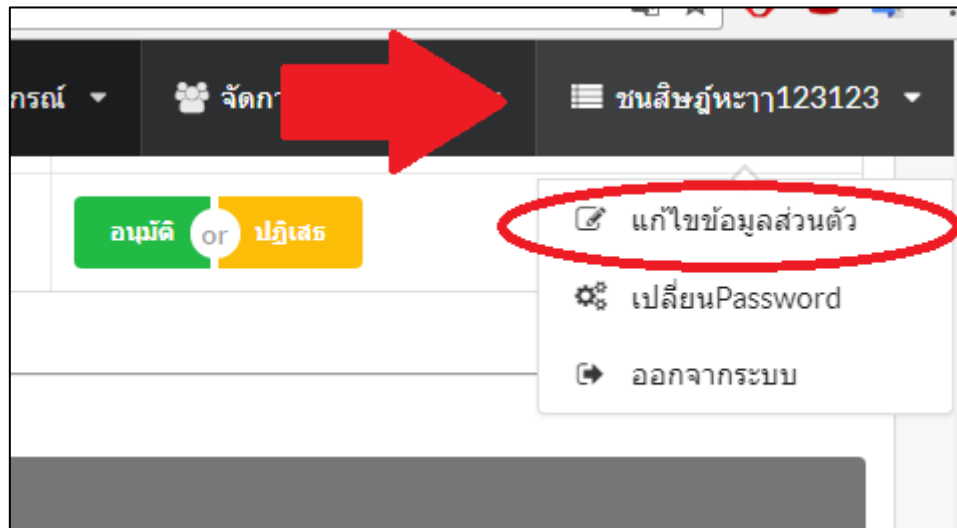 กรณ์
จัดกา
ชนสิษฎ์หะาๅ123123
อนุมัติ or ปฏิเสธ
แก้ไขข้อมูลส่วนตัว
เปลี่ยนPassword
ออกจากระบบ